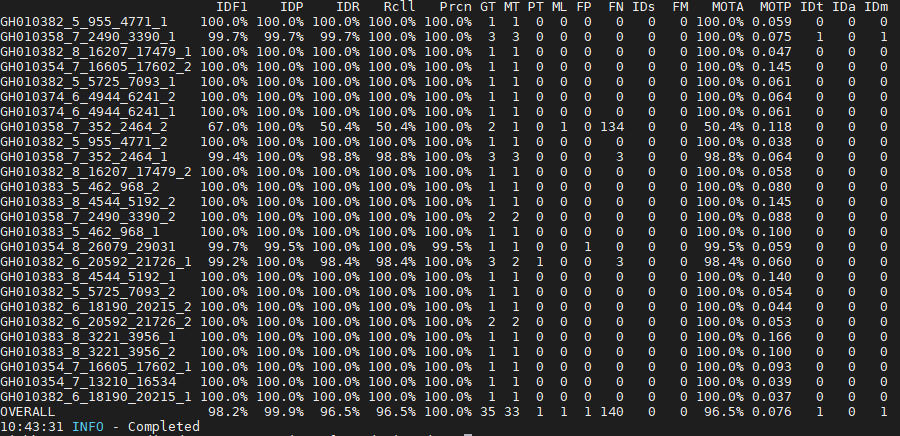 IDF1 IDP IDR Rcll Prcn GT MT PT ML FP FN IDs FM MOTA MOTP IDt IDa IDm
GH010382_5_955_4771_1 100.0% 100.0% 100.0% 100.0% 100.0% 1 1 0 0 0 0 0 0 100.0% 0.059 0 0 0
GH010358_7_2490_3390_1 99.7% 99.7% 99.7% 100.0% 100.0% 3 3 0 0 0 0 0 0 100.0% 0.075 1 0 1
GH010382_8_16207_17479_1 100.0% 100.0% 100.0% 100.0% 100.0% 1 1 0 0 0 0 0 0 100.0% 0.047 0 0 0
GH010354_7_16605_17602_2 100.0% 100.0% 100.0% 100.0% 100.0% 1 1 0 0 0 0 0 0 100.0% 0.145 0 0 0
GH010382_5_5725_7093_1 100.0% 100.0% 100.0% 100.0% 100.0% 1 1 0 0 0 0 0 0 100.0% 0.061 0 0 0
GH010374_6_4944_6241_2 100.0% 100.0% 100.0% 100.0% 100.0% 1 1 0 0 0 0 0 0 100.0% 0.064 0 0 0
GH010374_6_4944_6241_1 100.0% 100.0% 100.0% 100.0% 100.0% 1 1 0 0 0 0 0 0 100.0% 0.061 0 0 0
GH010358_7_352_2464_2 67.0% 100.0% 50.4% 50.4% 100.0% 2 1 0 1 0 134 0 0 50.4% 0.118 0 0 0
GH010382_5_955_4771_2 100.0% 100.0% 100.0% 100.0% 100.0% 1 1 0 0 0 0 0 0 100.0% 0.038 0 0 0
GH010358_7_352_2464_1 99.4% 100.0% 98.8% 98.8% 100.0% 3 3 0 0 0 3 0 0 98.8% 0.064 0 0 0
GH010382_8_16207_17479_2 100.0% 100.0% 100.0% 100.0% 100.0% 1 1 0 0 0 0 0 0 100.0% 0.058 0 0 0
GH010383_5_462_968_2 100.0% 100.0% 100.0% 100.0% 100.0% 1 1 0 0 0 0 0 0 100.0% 0.080 0 0 0
GH010383_8_4544_5192_2 100.0% 100.0% 100.0% 100.0% 100.0% 1 1 0 0 0 0 0 0 100.0% 0.145 0 0 0
GH010358_7_2490_3390_2 100.0% 100.0% 100.0% 100.0% 100.0% 2 2 0 0 0 0 0 0 100.0% 0.088 0 0 0
GH010383_5_462_968_1 100.0% 100.0% 100.0% 100.0% 100.0% 1 1 0 0 0 0 0 0 100.0% 0.100 0 0 0
GH010354_8_26079_29031 99.7% 99.5% 100.0% 100.0% 99.5% 1 1 0 0 1 0 0 0 99.5% 0.059 0 0 0
GH010382_6_20592_21726_1 99.2% 100.0% 98.4% 98.4% 100.0% 3 2 1 0 0 3 0 0 98.4% 0.060 0 0 0
GH010383_8_4544_5192_1 100.0% 100.0% 100.0% 100.0% 100.0% 1 1 0 0 0 0 0 0 100.0% 0.140 0 0 0
GH010382_5_5725_7093_2 100.0% 100.0% 100.0% 100.0% 100.0% 1 1 0 0 0 0 0 0 100.0% 0.054 0 0 0
GH010382_6_18190_20215_2 100.0% 100.0% 100.0% 100.0% 100.0% 1 1 0 0 0 0 0 0 100.0% 0.044 0 0 0
GH010382_6_20592_21726_2 100.0% 100.0% 100.0% 100.0% 100.0% 2 2 0 0 0 0 0 0 100.0% 0.053 0 0 0
GH010383_8_3221_3956_1 100.0% 100.0% 100.0% 100.0% 100.0% 1 1 0 0 0 0 0 0 100.0% 0.166 0 0 0
GH010383_8_3221_3956_2 100.0% 100.0% 100.0% 100.0% 100.0% 1 1 0 0 0 0 0 0 100.0% 0.100 0 0 0
GH010354_7_16605_17602_1 100.0% 100.0% 100.0% 100.0% 100.0% 1 1 0 0 0 0 0 0 100.0% 0.093 0 0 0
GH010354_7_13210_16534 100.0% 100.0% 100.0% 100.0% 100.0% 1 1 0 0 0 0 0 0 100.0% 0.039 0 0 0
GH010382_6_18190_20215_1 100.0% 100.0% 100.0% 100.0% 100.0% 1 1 0 0 0 0 0 0 100.0% 0.037 0 0 0
OVERALL 98.2% 99.9% 96.5% 96.5% 100.0% 35 33 1 1 1 140 0 0 96.5% 0.076 1 0 1
10:43:31 INFO - Completed